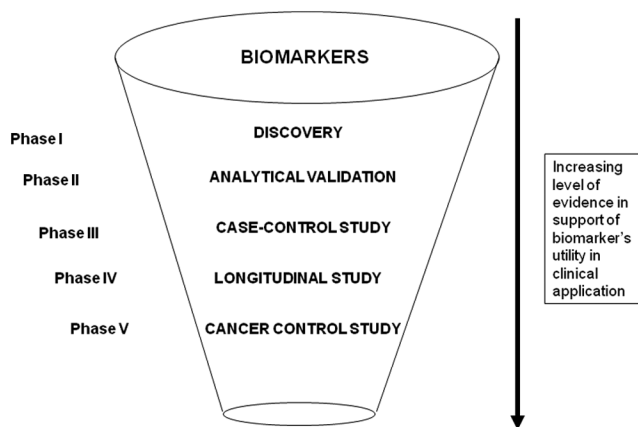 BIOMARKERS
Phase I
DISCOVERY
Phase II
ANALYTICAL VALIDATION
Phase III
CASE-CONTROL STUDY
Phase IV
LONGITUDINAL STUDY
Phase V
CANCER CONTROL STUDY
Increasing
level of
evidence in
support of
biomarker's
utility in
clinical
application